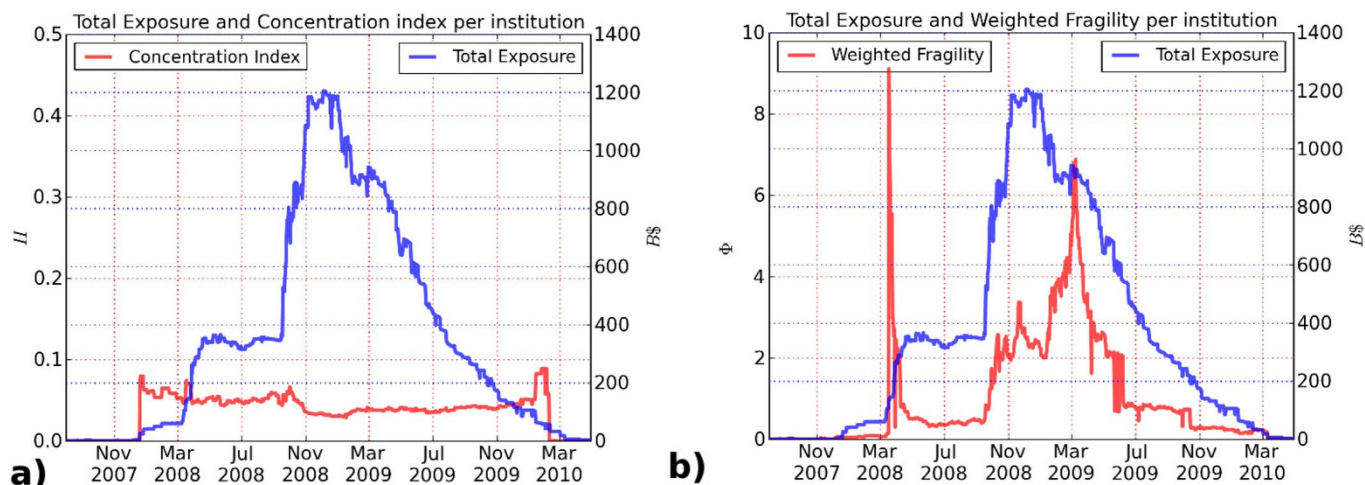 Total Exposure and Concentration index per institution
0.5
0.4
0.3
0.2
0.1
0.0
H
Concentration Index
Total Exposure
1400
1200
1000
800
600
400
200
0
B$
Nov 2007
Mar 2008
Jul 2008
Nov 2008
Mar 2009
Jul 2009
Nov 2009
Mar 2010
a)
Total Exposure and Weighted Fragility per institution
10
8
6
4
2
0
Φ
Weighted Fragility
Total Exposure
1400
1200
1000
800
600
400
200
0
B$
Nov 2007
Mar 2008
Jul 2008
Nov 2008
Mar 2009
Jul 2009
Nov 2009
Mar 2010
b)